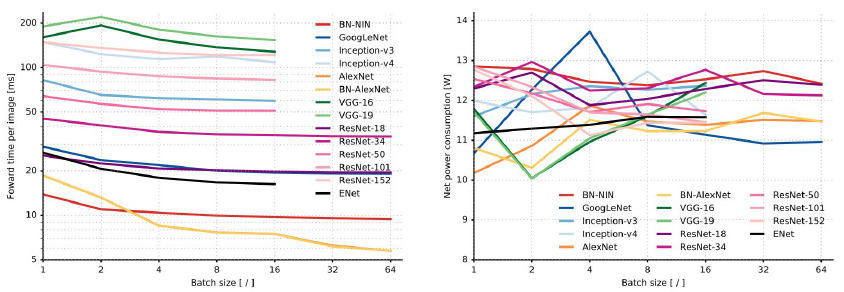 Foward time per image [ms]
200
100
50
20
10
5
1
2
4
8
16
32
64
Batch size [ / ]
BN-NIN
GoogLeNet
Inception-v3
Inception-v4
AlexNet
BN-AlexNet
VGG-16
VGG-19
ResNet-18
ResNet-34
ResNet-50
ResNet-101
ResNet-152
ENet
Net power consumption [W]
14
13
12
11
10
9
8
1
2
4
8
16
32
64
Batch size [ / ]
BN-NIN
GoogLeNet
Inception-v3
Inception-v4
AlexNet
BN-AlexNet
VGG-16
VGG-19
ResNet-18
ResNet-34
ResNet-50
ResNet-101
ResNet-152
ENet